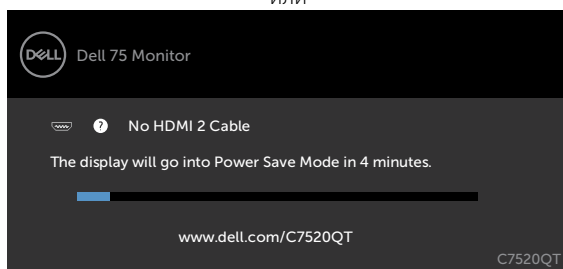 или
DELL Dell 75 Monitor
? No HDMI 2 Cable
The display will go into Power Save Mode in 4 minutes.
www.dell.com/C7520QT
C7520QT